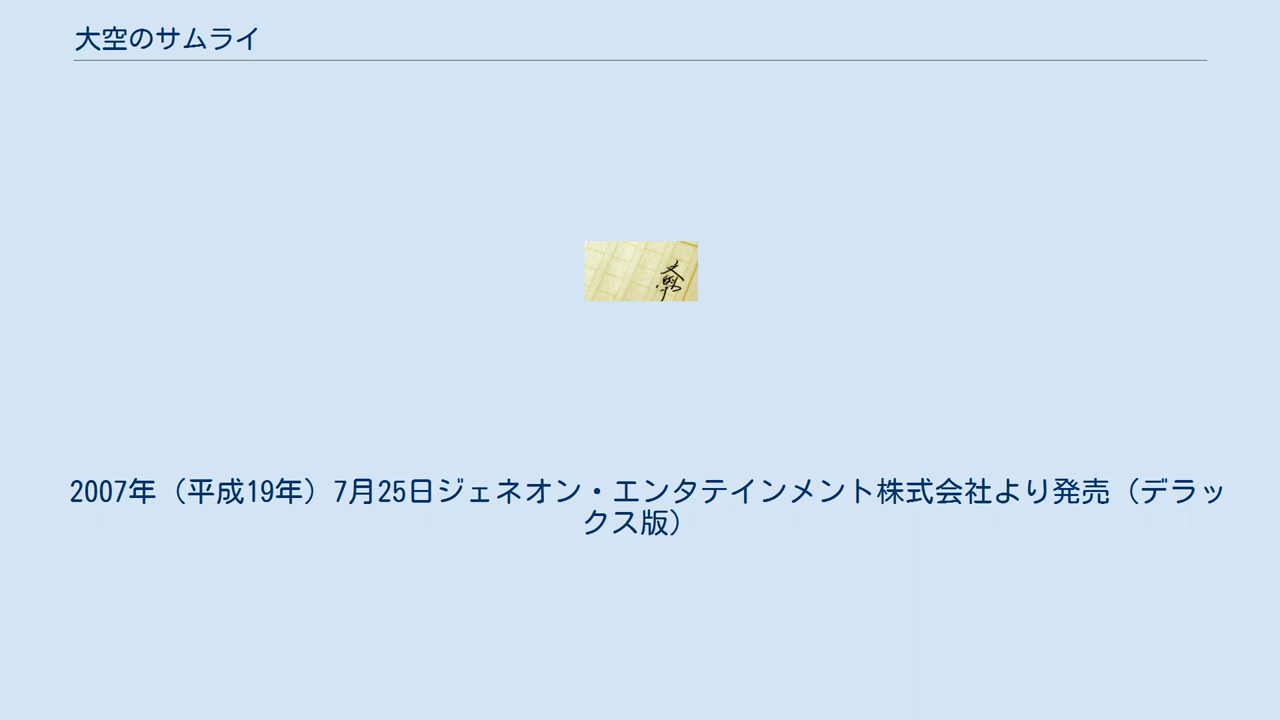 大空のサムライ
2007年（平成19年）7月25日ジェネオン・エンタテインメント株式会社より発売（デラッ
クス版）